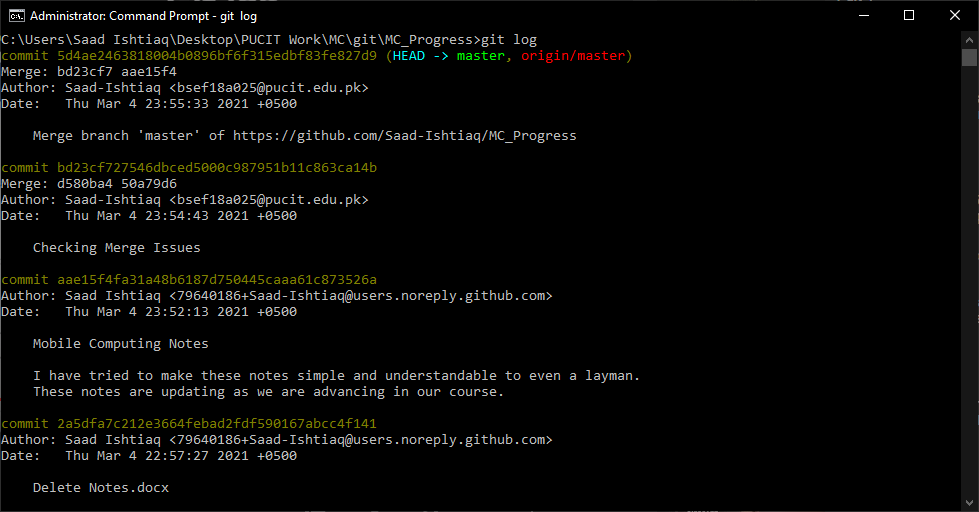 Administrator: Command Prompt - git  log
C:\Users\Saad Ishtiaq\Desktop\PUCIT Work\MC\git\MC_Progress>git log
commit 5d4ae2463818004b0896bf6f315edbf83fe827d9 (HEAD -> master, origin/master)
Merge: bd23cf7 aae15f4
Author: Saad-Ishtiaq <bsef18a025@pucit.edu.pk>
Date:   Thu Mar 4 23:55:33 2021 +0500
    Merge branch 'master' of https://github.com/Saad-Ishtiaq/MC_Progress
commit bd23cf727546dbced5000c987951b11c863ca14b
Merge: d580ba4 50a79d6
Author: Saad-Ishtiaq <bsef18a025@pucit.edu.pk>
Date:   Thu Mar 4 23:54:43 2021 +0500
    Checking Merge Issues
commit aae15f4fa31a48b6187d750445caaa61c873526a
Author: Saad Ishtiaq <79640186+Saad-Ishtiaq@users.noreply.github.com>
Date:   Thu Mar 4 23:52:13 2021 +0500
    Mobile Computing Notes
    I have tried to make these notes simple and understandable to even a layman.
    These notes are updating as we are advancing in our course.
commit 2a5dfa7c212e3664febad2fdf590167abcc4f141
Author: Saad Ishtiaq <79640186+Saad-Ishtiaq@users.noreply.github.com>
Date:   Thu Mar 4 22:57:27 2021 +0500
    Delete Notes.docx